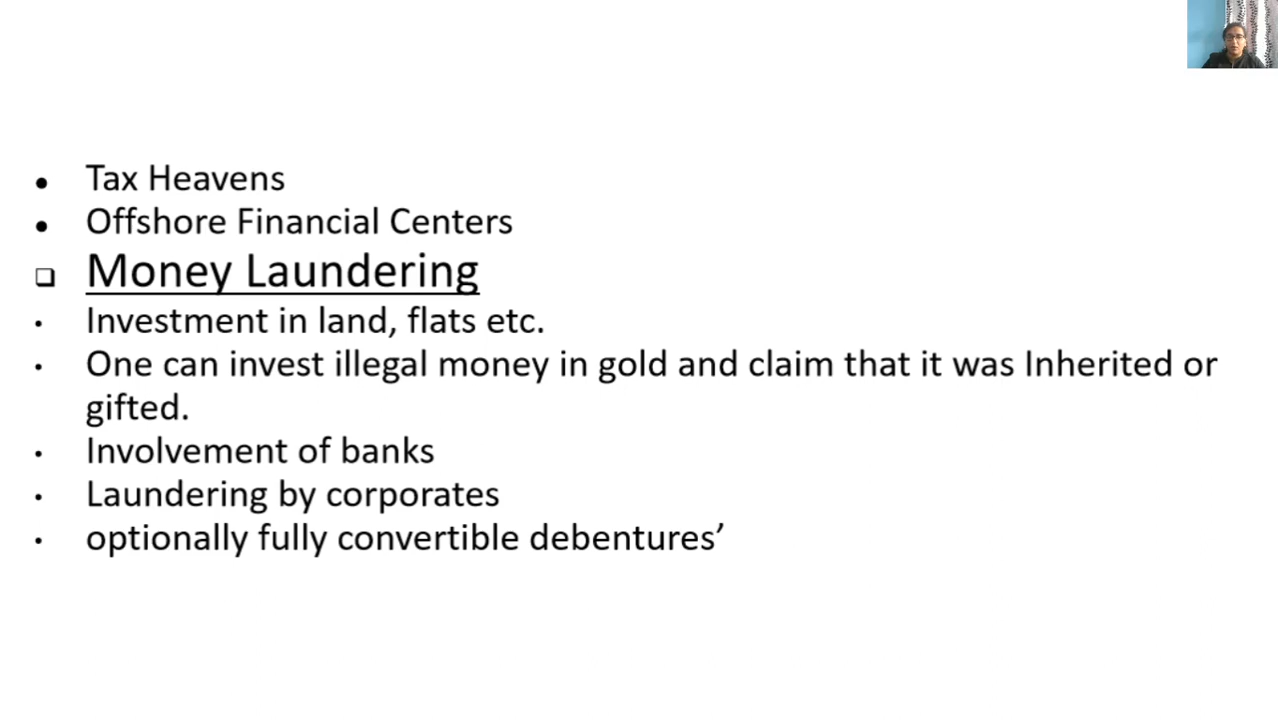 Tax Heavens
Offshore Financial Centers
Money Laundering
Investment in land, flats etc.
One can invest illegal money in gold and claim that it was Inherited or
gifted.
Involvement of banks
Laundering by corporates
optionally fully convertible debentures’